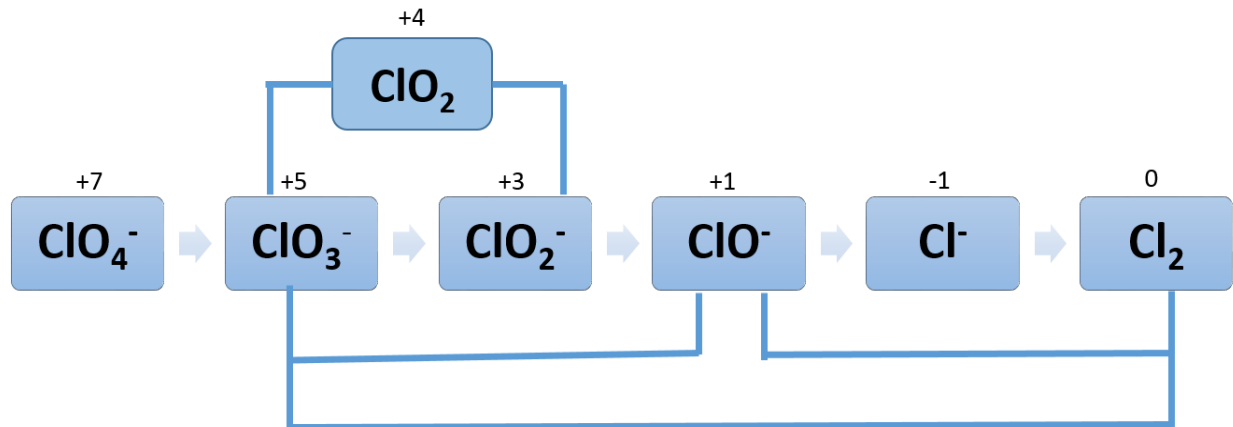 +4
ClO₂
+7 +5 +3 +1 -1 0
ClO₄⁻ ClO₃⁻ ClO₂⁻ ClO⁻ Cl⁻ Cl₂